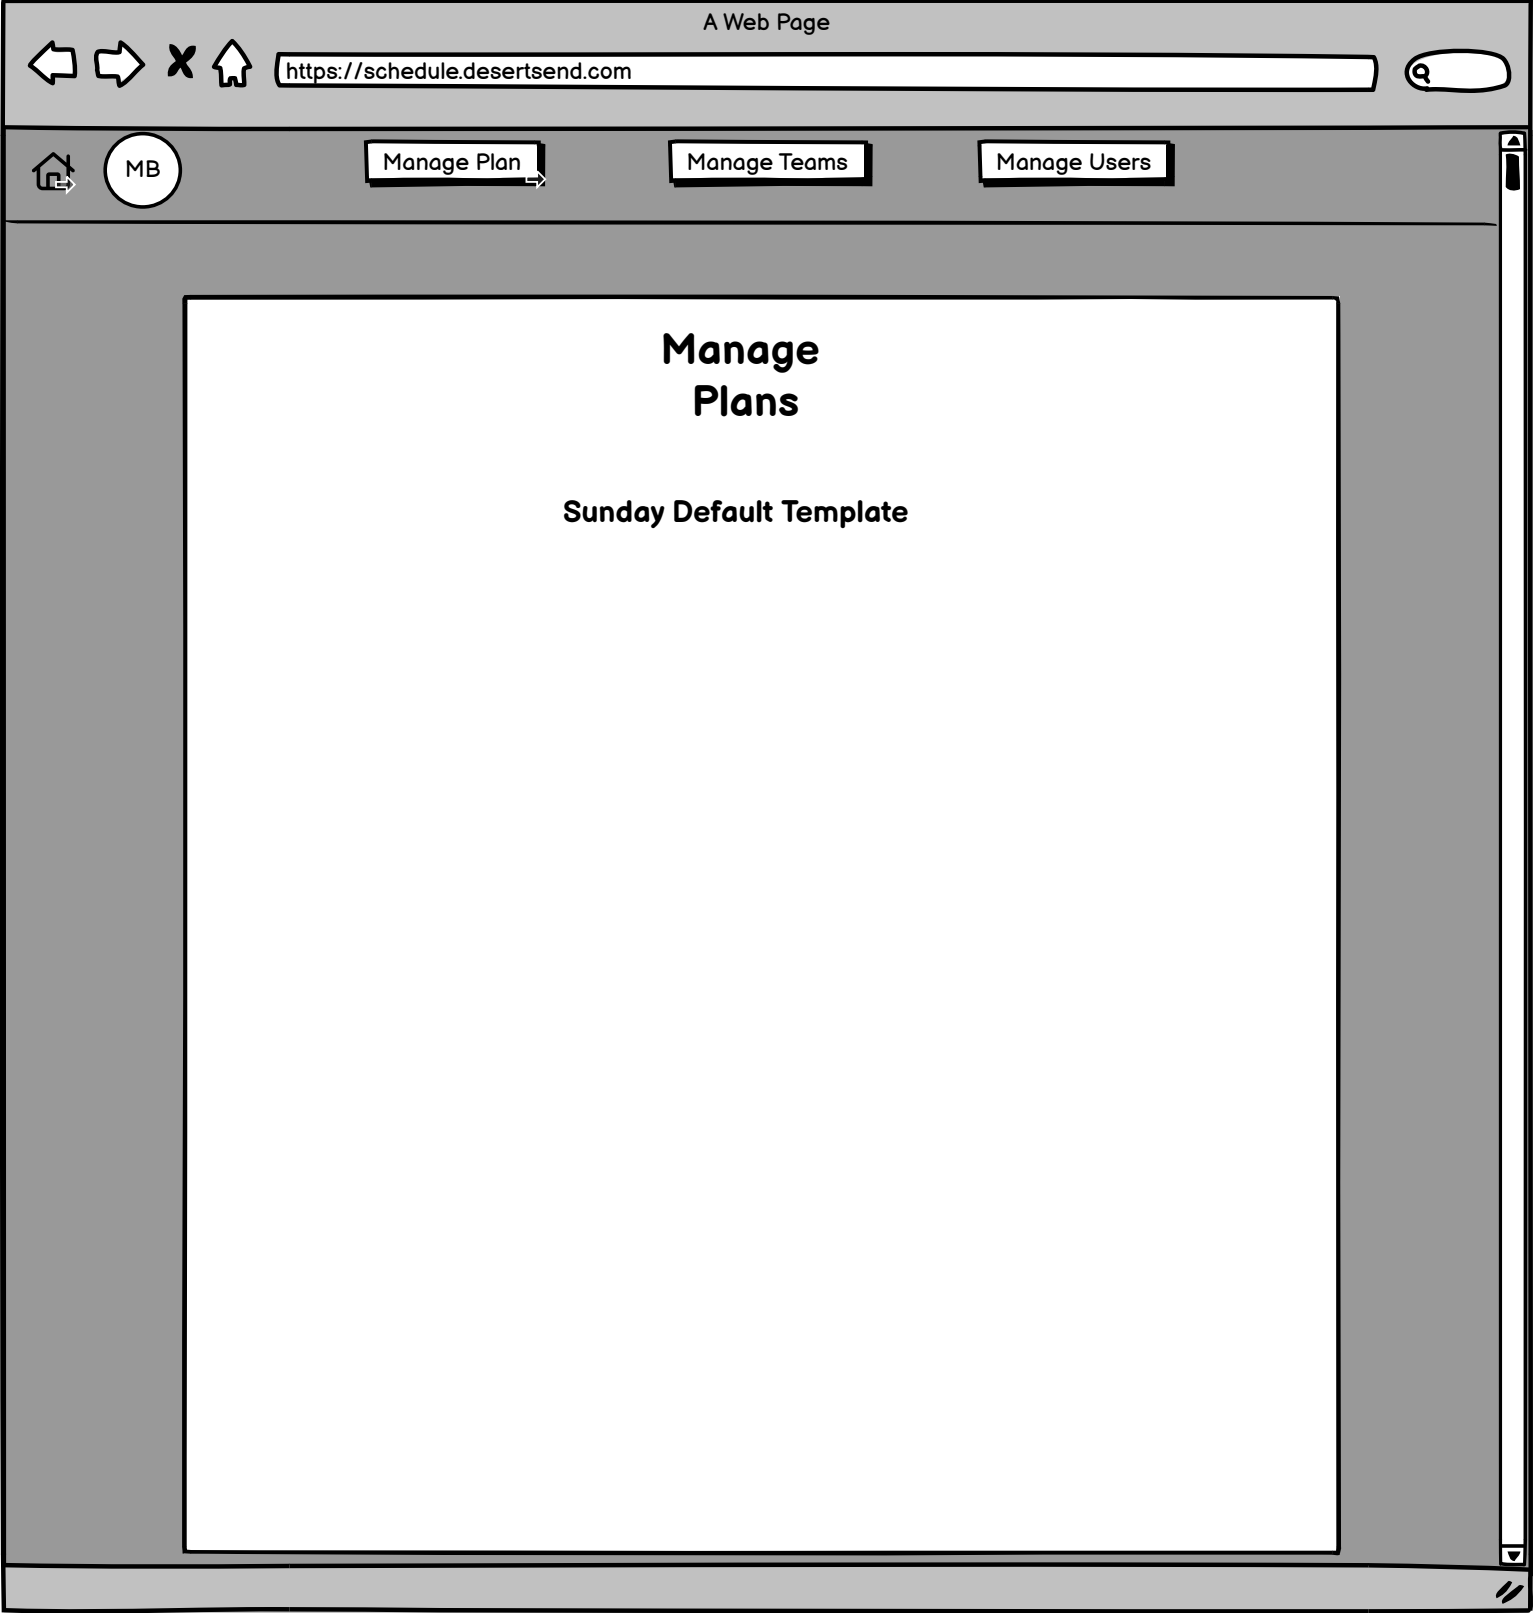 A Web Page
https://schedule.desertsend.com
MB
Manage Plan
Manage Teams
Manage Users
Manage
Plans
Sunday Default Template